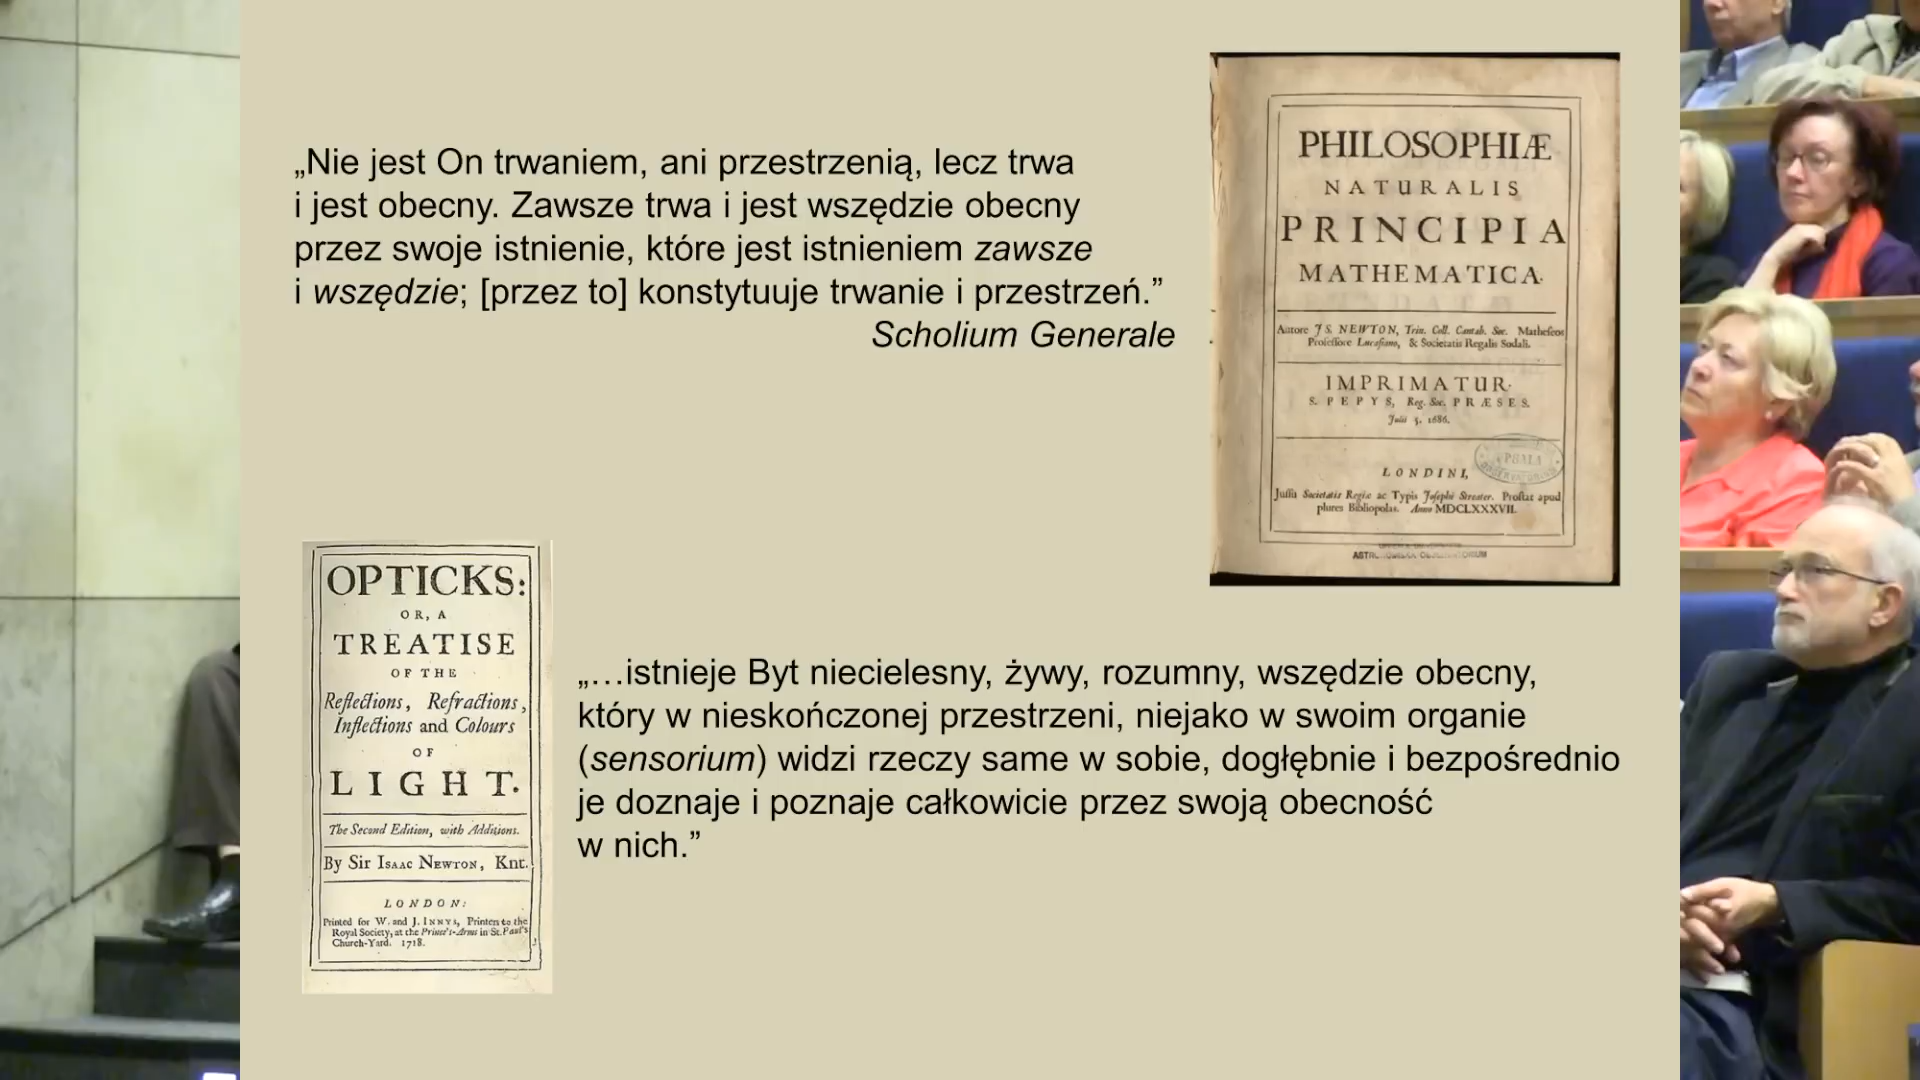 „Nie jest On trwaniem, ani przestrzenią, lecz trwa
i jest obecny. Zawsze trwa i jest wszędzie obecny
przez swoje istnienie, które jest istnieniem zawsze
i wszędzie; [przez to] konstytuuje trwanie i przestrzeń.”
Scholium Generale
PHILOSOPHIÆ
NATURALIS
PRINCIPIA
MATHEMATICA.
Autore JS. NEWTON, Trin. Coll. Cantab. Soc. Matheseos
Professore Lucasiano, & Societatis Regalis Sodali.
IMPRIMATUR.
S. PEPYS, Reg. Soc. PRÆSES.
Julii 5. 1686.
LONDINI,
Jussu Societatis Regiæ ac Typis Josephi Streater. Prostat apud
plures Bibliopolas. Anno MDCLXXXVII.
OPTICKS:
OR, A
TREATISE
OF THE
Reflections, Refractions,
Inflections and Colours
OF
LIGHT.
The Second Edition, with Additions.
By Sir ISAAC NEWTON, Knt.
LONDON:
Printed for W. and J. INNYS, Printers to the
Royal Society, at the Prince's-Arms in St. Paul's
Church-Yard. 1718.
„…istnieje Byt niecielesny, żywy, rozumny, wszędzie obecny,
który w nieskończonej przestrzeni, niejako w swoim organie
(sensorium) widzi rzeczy same w sobie, dogłębnie i bezpośrednio
je doznaje i poznaje całkowicie przez swoją obecność
w nich.”